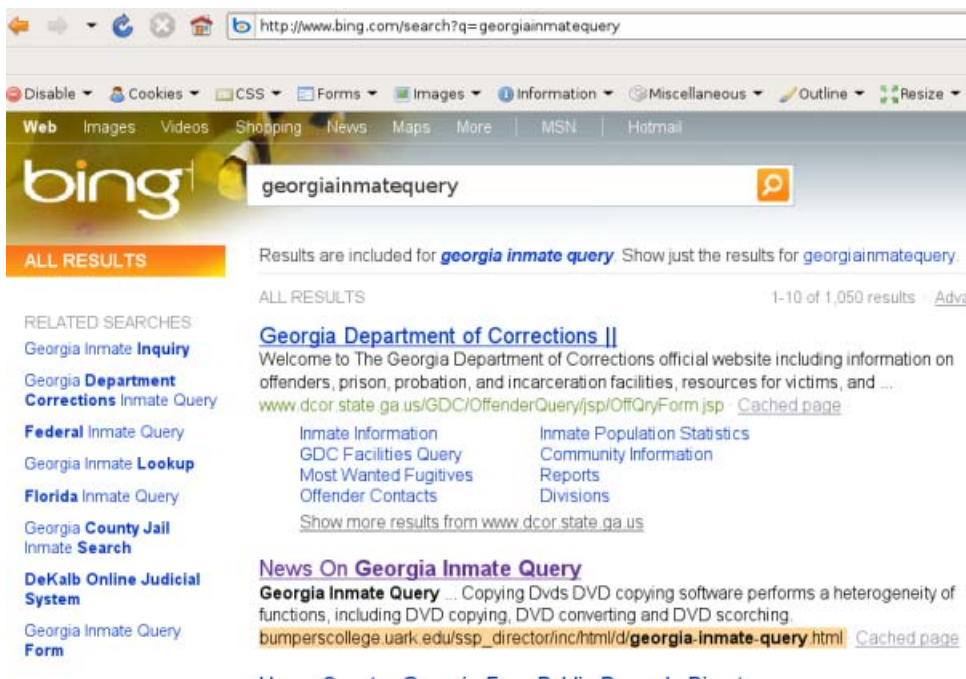 http://www.bing.com/search?q=georgiainmatequery
Disable Cookies CSS Forms Images Information Miscellaneous Outline Resize
Web Images Videos Shopping News Maps More | MSN | Hotmail
bing
georgiainmatequery
ALL RESULTS
Results are included for georgia inmate query. Show just the results for georgiainmatequery.
ALL RESULTS
1-10 of 1,050 results · Adva
RELATED SEARCHES
Georgia Inmate Inquiry
Georgia Department
Corrections Inmate Query
Federal Inmate Query
Georgia Inmate Lookup
Florida Inmate Query
Georgia County Jail
Inmate Search
DeKalb Online Judicial
System
Georgia Inmate Query
Form
Georgia Department of Corrections ||
Welcome to The Georgia Department of Corrections official website including information on
offenders, prison, probation, and incarceration facilities, resources for victims, and ...
www.dcor.state.ga.us/GDC/OffenderQuery/jsp/OffQryForm.jsp · Cached page
Inmate Information
GDC Facilities Query
Most Wanted Fugitives
Offender Contacts
Inmate Population Statistics
Community Information
Reports
Divisions
Show more results from www.dcor.state.ga.us
News On Georgia Inmate Query
Georgia Inmate Query ... Copying Dvds DVD copying software performs a heterogeneity of
functions, including DVD copying, DVD converting and DVD scorching.
bumperscollege.uark.edu/ssp_director/inc/html/d/georgia-inmate-query.html · Cached page